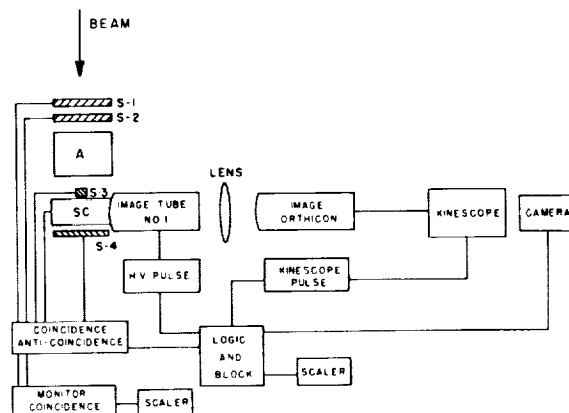 BEAM
S-1
S-2
A
S-3
SC
S-4
IMAGE TUBE
NO. 1
LENS
IMAGE
ORTHICON
KINESCOPE
CAMERA
H.V. PULSE
KINESCOPE
PULSE
COINCIDENCE
ANTI-COINCIDENCE
LOGIC
AND
BLOCK
SCALER
MONITOR
COINCIDENCE
SCALER